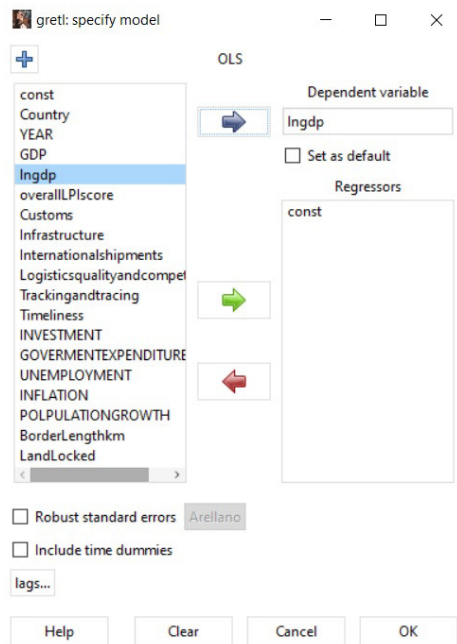 gretl: specify model
OLS
const
Country
YEAR
GDP
lngdp
overallLPIscore
Customs
Infrastructure
Internationalshipments
Logisticsqualityandcompet
Trackingandtracing
Timeliness
INVESTMENT
GOVERMENTEXPENDITURE
UNEMPLOYMENT
INFLATION
POLPULATIONGROWTH
BorderLengthkm
LandLocked
Dependent variable
lngdp
Set as default
Regressors
const
Robust standard errors
Arellano
Include time dummies
lags...
Help
Clear
Cancel
OK